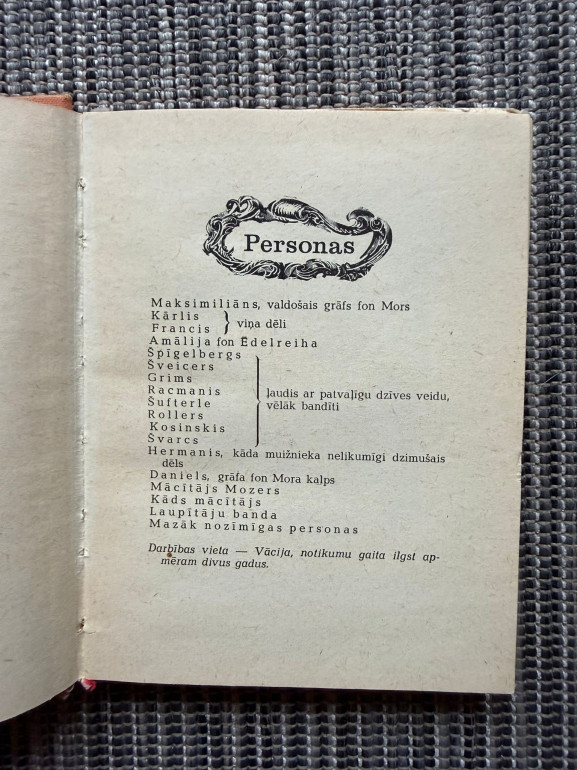 Personas
Maksimiliāns, valdošais grāfs fon Mors
Kārlis
Francis
viņa dēli
Amālija fon Ēdelreiha
Špīgelbergs
Šveicers
Grims
Racmanis
Šufterle
Rollers
Kosinskis
Švarcs
ļaudis ar patvaļīgu dzīves veidu,
vēlāk bandīti
Hermanis, kāda muižnieka nelikumīgi dzimušais
dēls
Daniels, grāfa fon Mora kalps
Mācītājs Mozers
Kāds mācītājs
Laupītāju banda
Mazāk nozīmīgas personas
Darbības vieta — Vācija, notikumu gaita ilgst ap-
mēram divus gadus.